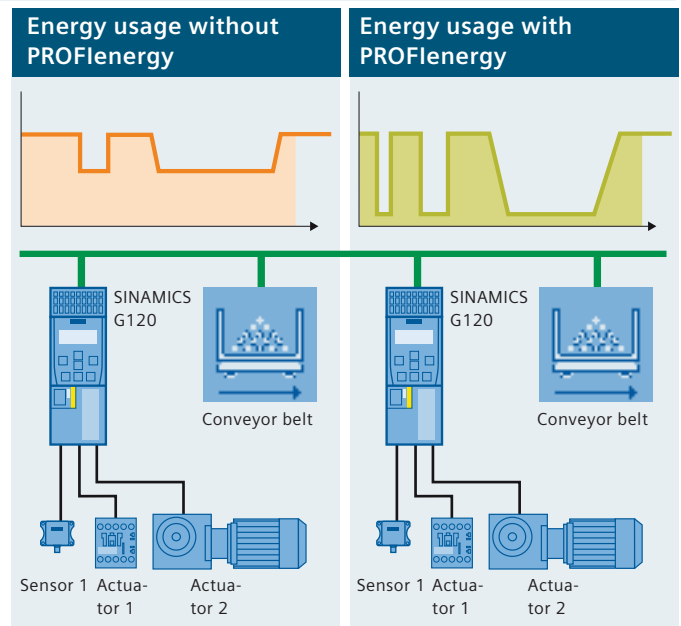 Energy usage without
PROFIenergy
Energy usage with
PROFIenergy
SINAMICS
G120
Conveyor belt
SINAMICS
G120
Conveyor belt
Sensor 1
Actua-
tor 1
Actua-
tor 2
Sensor 1
Actua-
tor 1
Actua-
tor 2